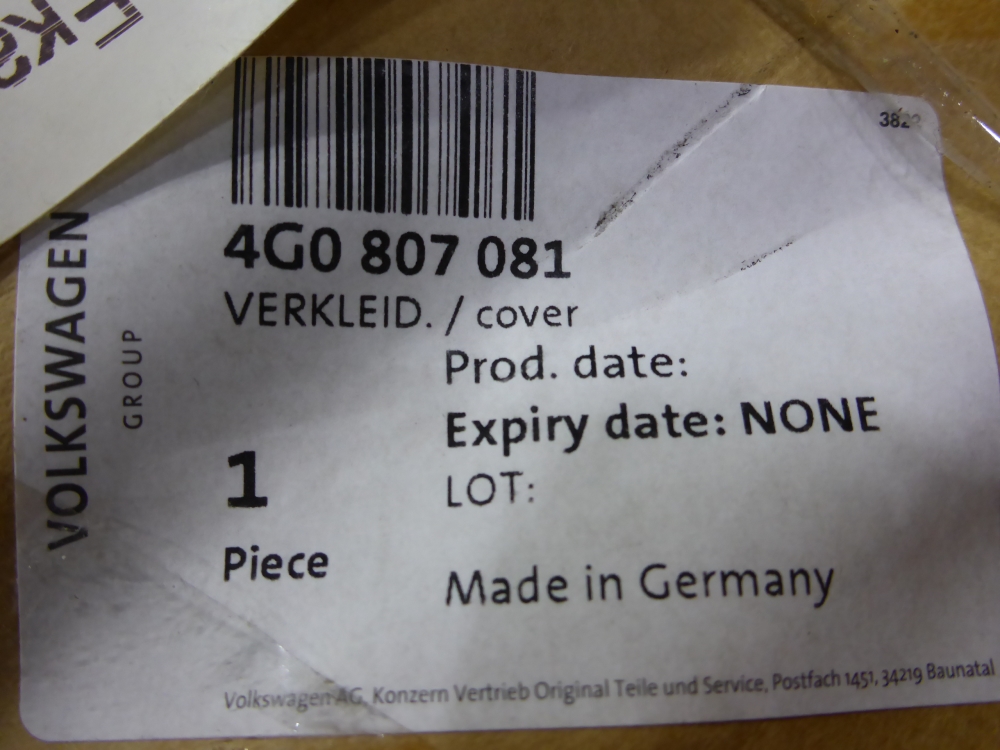 3823
4G0 807 081
VERKLEID. / cover
Prod. date:
Expiry date: NONE
LOT:
1
Piece
Made in Germany
VOLKSWAGEN
GROUP
Volkswagen AG, Konzern Vertrieb Original Teile und Service, Postfach 1451, 34219 Baunatal